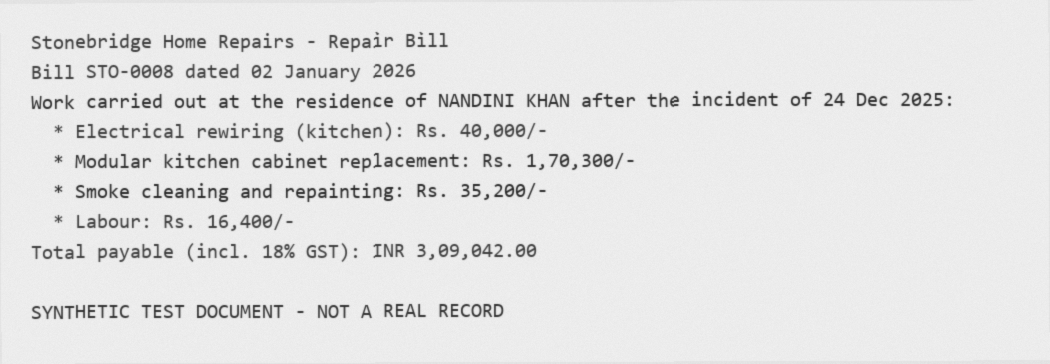 Stonebridge Home Repairs - Repair Bill
Bill STO-0008 dated 02 January 2026
Work carried out at the residence of NANDINI KHAN after the incident of 24 Dec 2025:
* Electrical rewiring (kitchen): Rs. 40,000/-
* Modular kitchen cabinet replacement: Rs. 1,70,300/-
* Smoke cleaning and repainting: Rs. 35,200/-
* Labour: Rs. 16,400/-
Total payable (incl. 18% GST): INR 3,09,042.00
SYNTHETIC TEST DOCUMENT - NOT A REAL RECORD